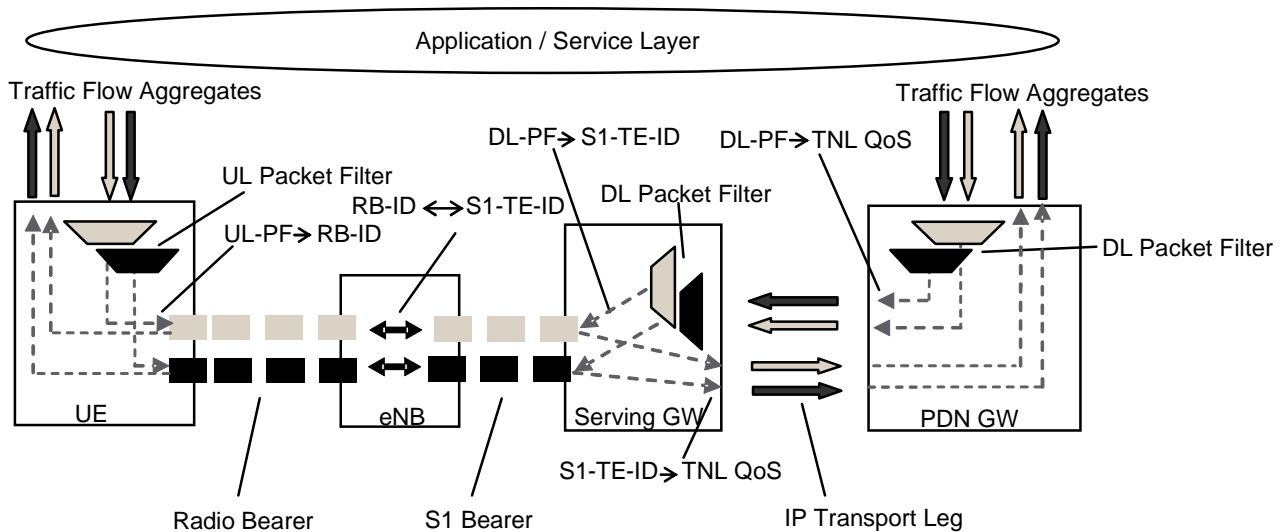 Application / Service Layer
Traffic Flow Aggregates
Traffic Flow Aggregates
DL-PF→S1-TE-ID
DL-PF→TNL QoS
UL Packet Filter
DL Packet Filter
RB-ID ↔ S1-TE-ID
UL-PF→RB-ID
DL Packet Filter
UE
eNB
Serving GW
PDN GW
S1-TE-ID→TNL QoS
Radio Bearer
S1 Bearer
IP Transport Leg